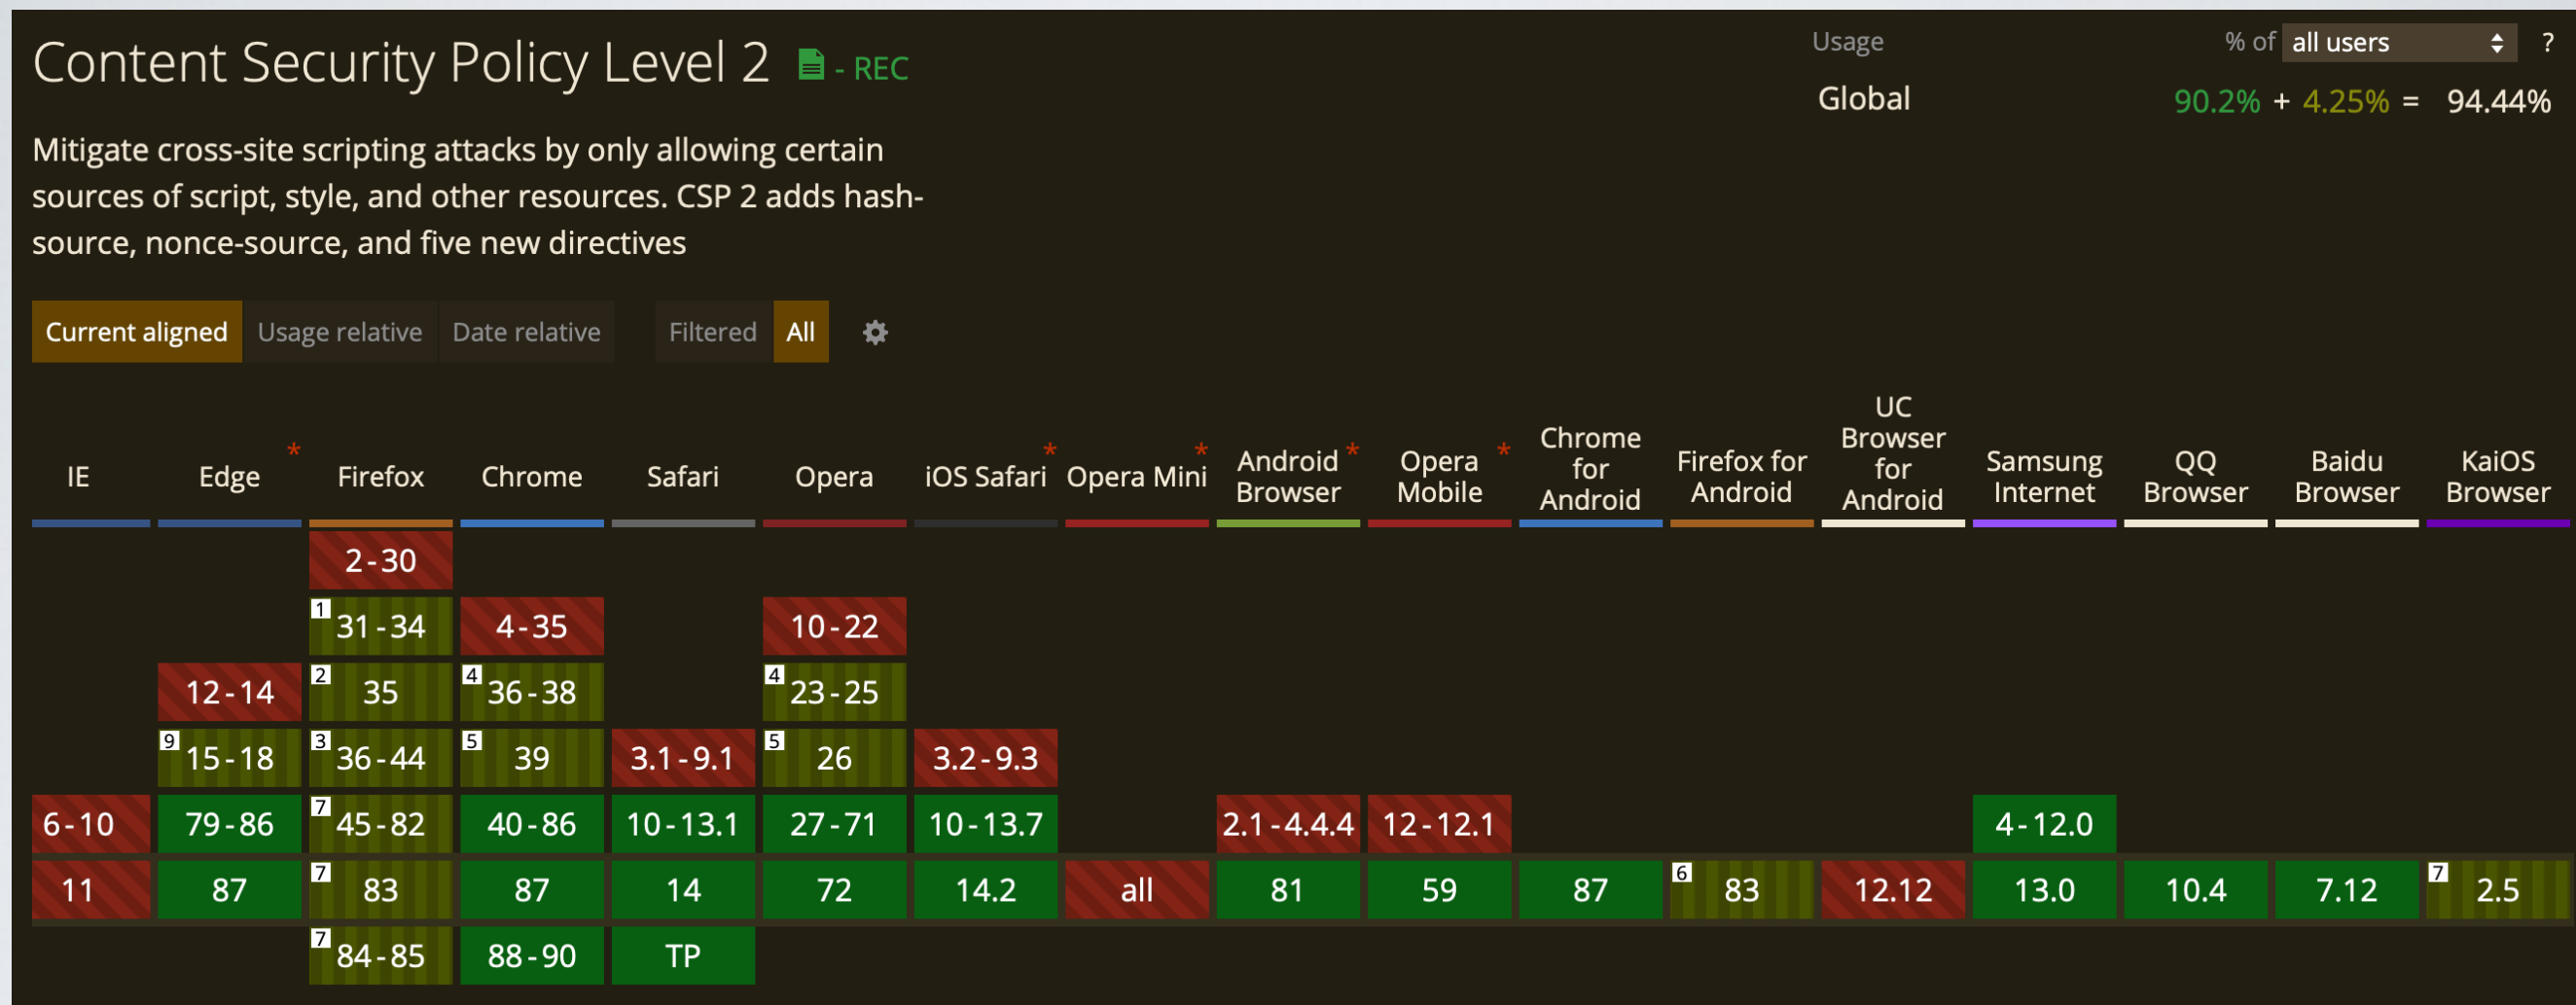 Content Security Policy Level 2 - REC
Usage % of all users ?
Global 90.2% + 4.25% = 94.44%
Mitigate cross-site scripting attacks by only allowing certain
sources of script, style, and other resources. CSP 2 adds hash-
source, nonce-source, and five new directives
Current aligned Usage relative Date relative Filtered All
IE
Edge *
Firefox
Chrome
Safari
Opera
iOS Safari *
Opera Mini *
Android *
Browser
Opera *
Mobile
Chrome
for
Android
Firefox for
Android
UC
Browser
for
Android
Samsung
Internet
QQ
Browser
Baidu
Browser
KaiOS
Browser
2-30
1 31-34 4-35 10-22
12-14 2 35 4 36-38 4 23-25
9 15-18 3 36-44 5 39 3.1-9.1 5 26 3.2-9.3
6-10 79-86 7 45-82 40-86 10-13.1 27-71 10-13.7 2.1-4.4.4 12-12.1 4-12.0
11 87 7 83 87 14 72 14.2 all 81 59 87 6 83 12.12 13.0 10.4 7.12 7 2.5
7 84-85 88-90 TP